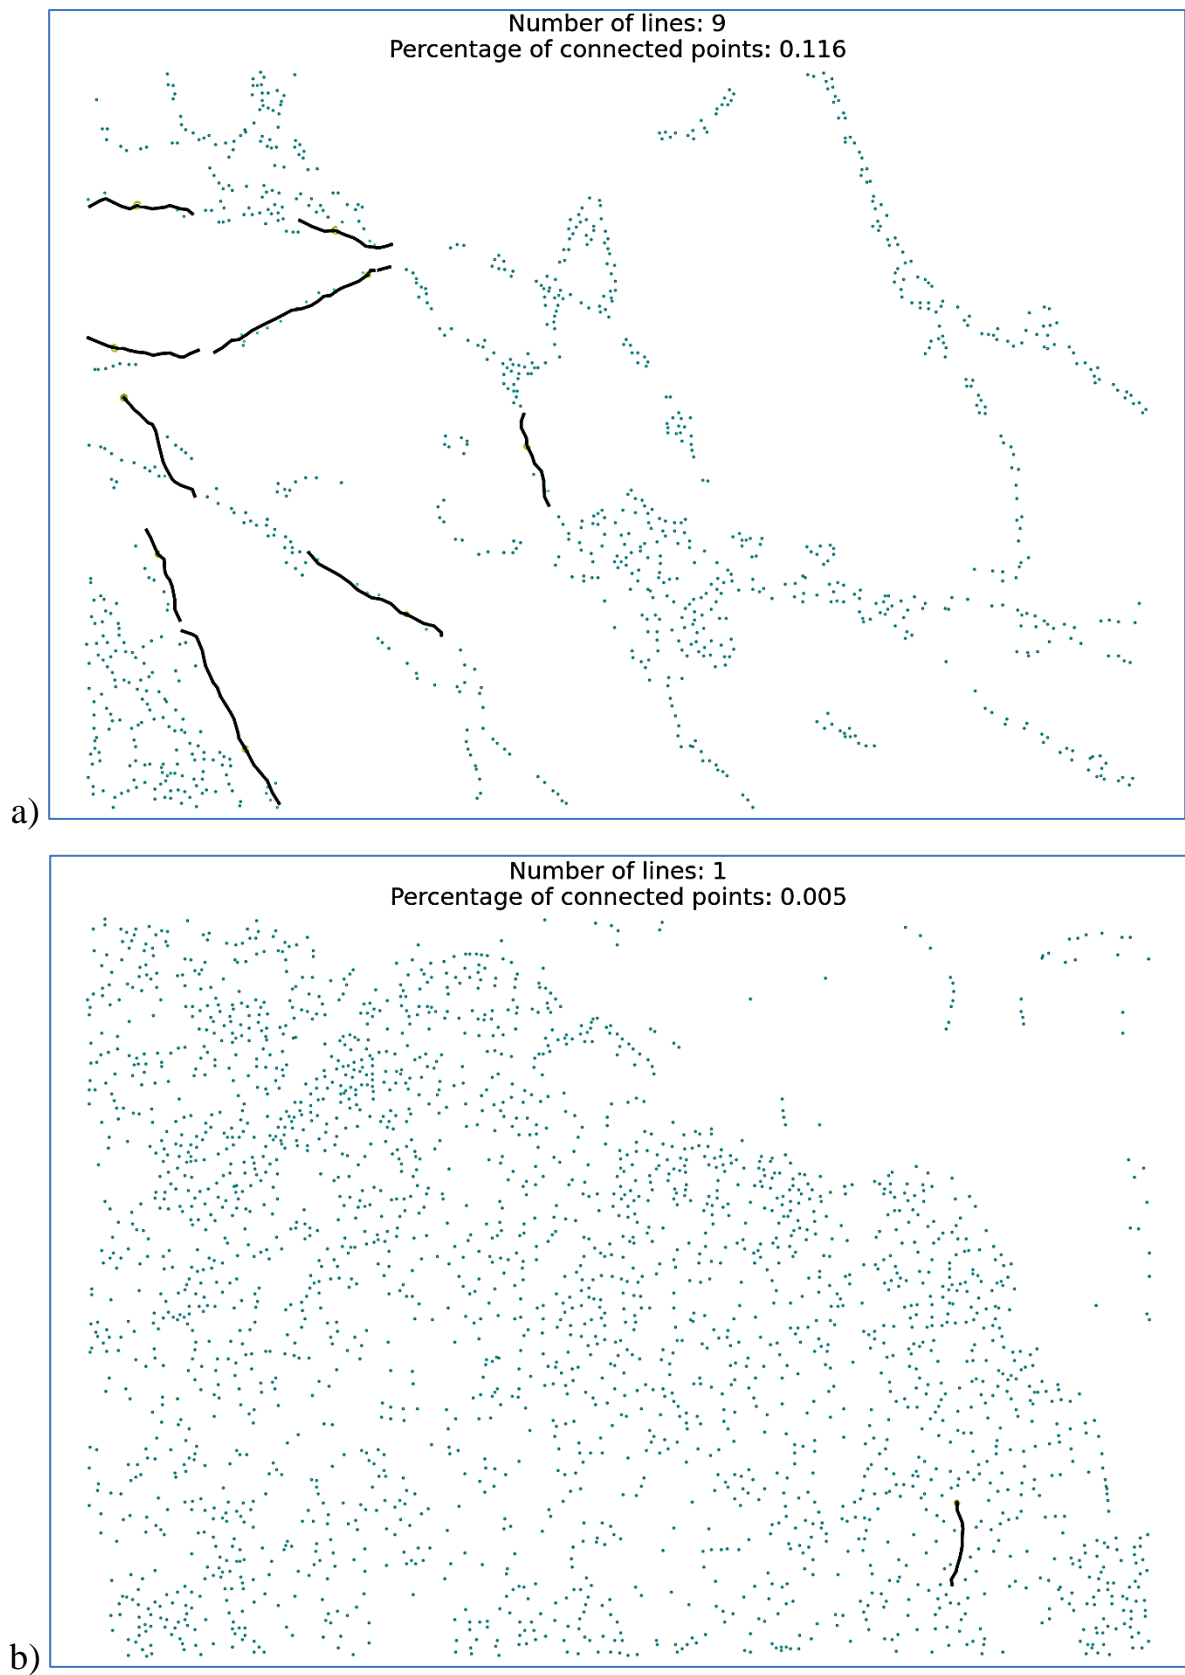 Number of lines: 9
Percentage of connected points: 0.116
a)
Number of lines: 1
Percentage of connected points: 0.005
b)